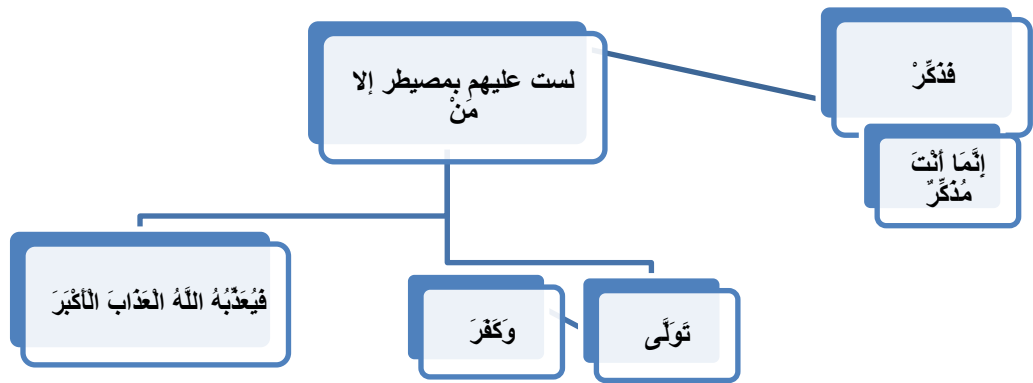 فَذَكِّرْ
إِنَّمَا أَنْتَ
مُذَكِّرٌ
لست عليهم بمصيطر إلا
مَنْ
تَوَلَّى
وَكَفَرَ
فَيُعَذِّبُهُ اللَّهُ الْعَذَابَ الْأَكْبَرَ